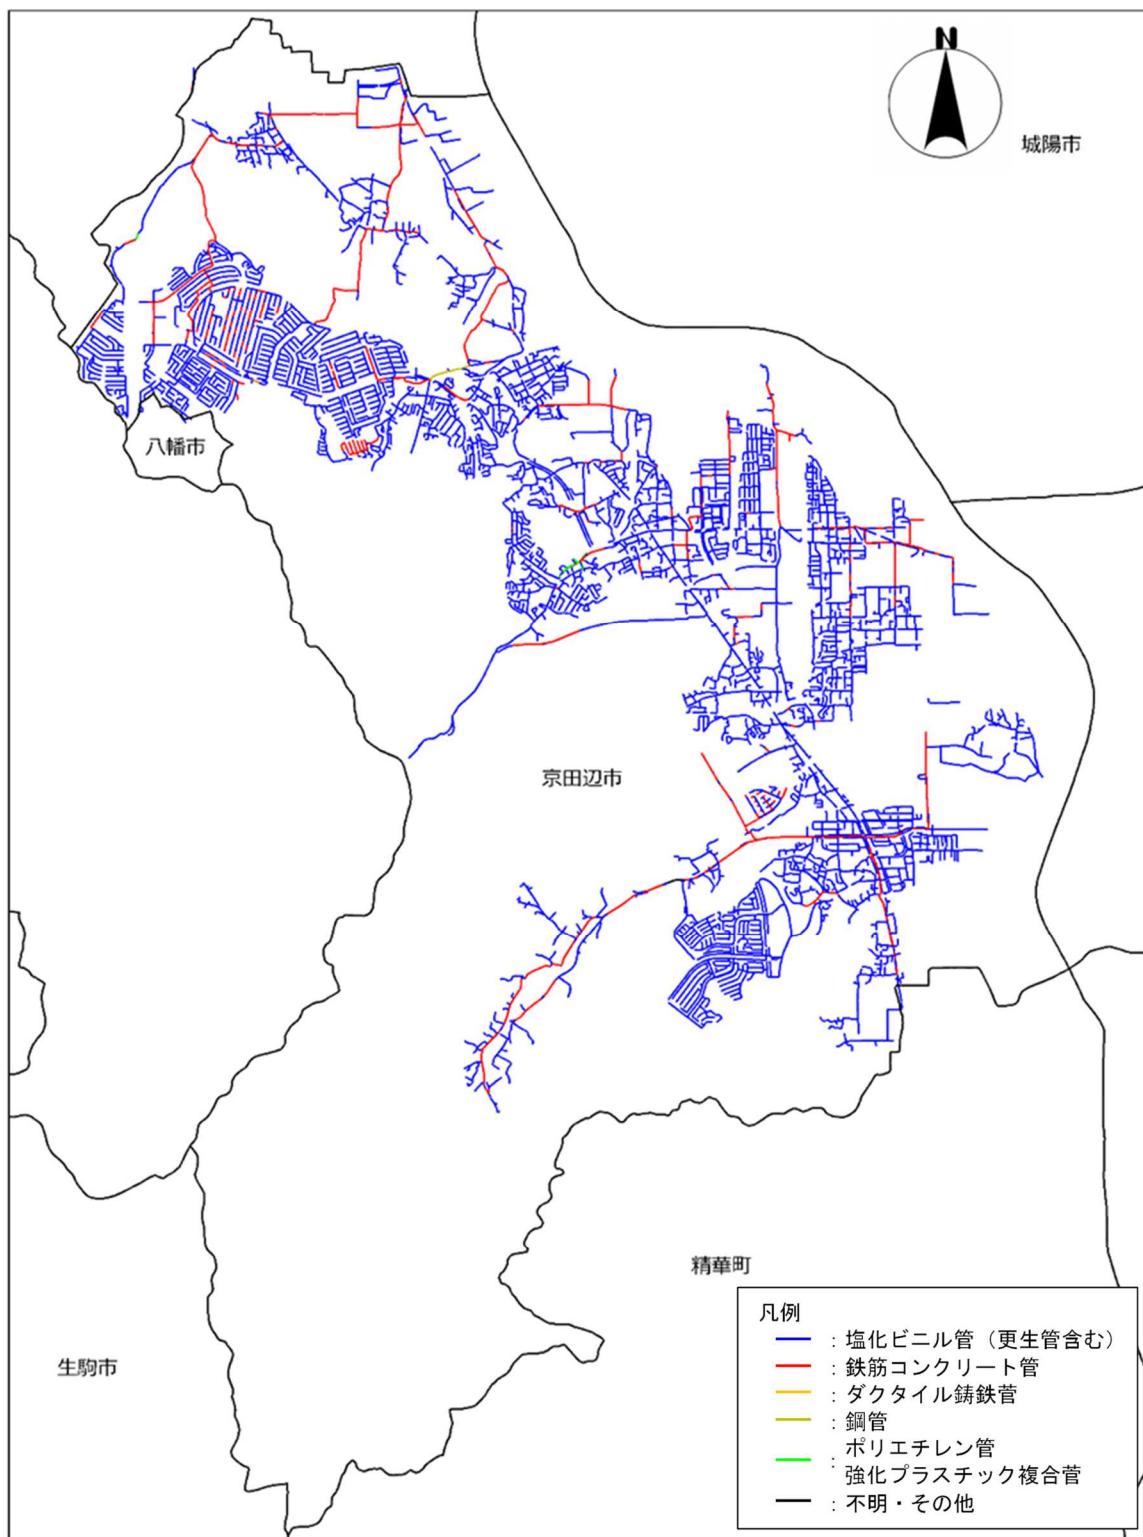 N
城陽市
八幡市
京田辺市
精華町
生駒市
凡例
：塩化ビニル管（更生管含む）
：鉄筋コンクリート管
：ダクタイル鋳鉄菅
：鋼管
：ポリエチレン管
強化プラスチック複合菅
：不明・その他